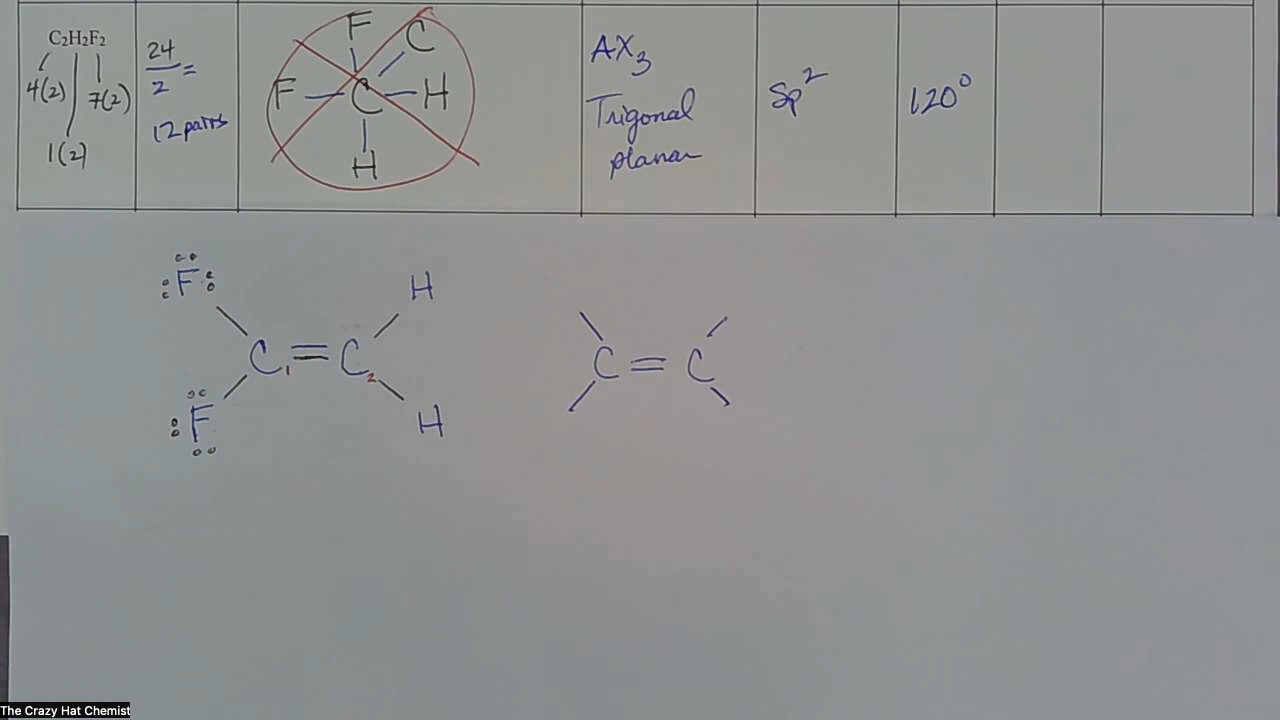 C₂H₂F₂
4(2) 7(2)
1(2)
24
2
=
12 pairs
F C
F C H
H
AX₃
Trigonal
planar
Sp²
120°
F H
C₁ = C₂
F H
C = C
The Crazy Hat Chemist